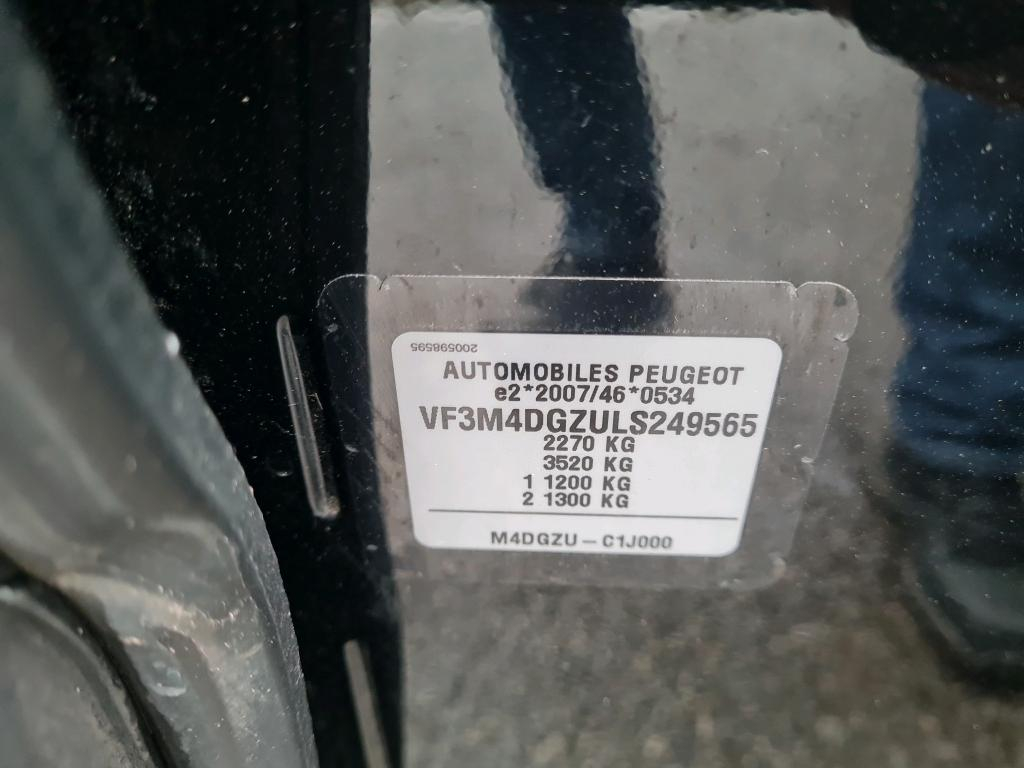 200598595
AUTOMOBILES PEUGEOT
e2*2007/46*0534
VF3M4DGZULS249565
2270 KG
3520 KG
1 1200 KG
2 1300 KG
M4DGZU – C1J000